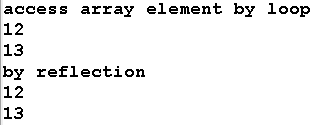 access array element by loop
12
13
by reflection
12
13